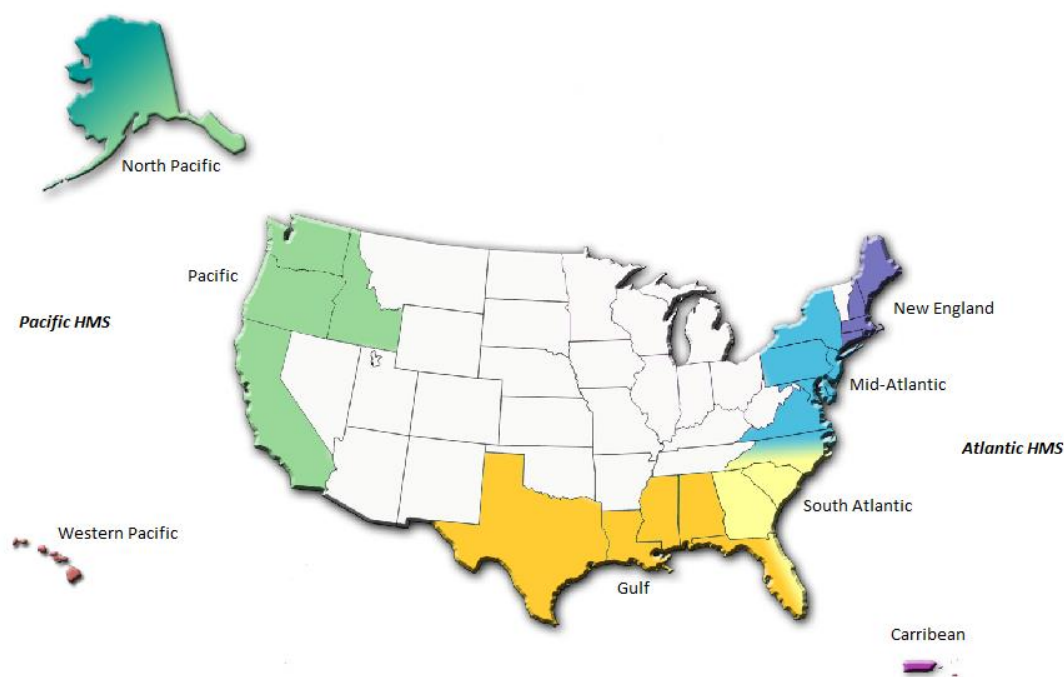 North Pacific
Pacific
New England
Pacific HMS
Mid-Atlantic
Atlantic HMS
South Atlantic
Western Pacific
Gulf
Carribean